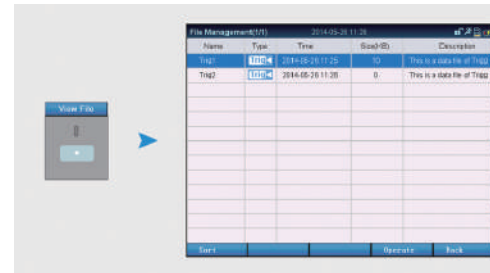 View File
File Management(1/1) 2014-05-26 11:26
Name Type Time Size(KB) Description
Trig1 Trig 2014-05-26 11:25 10 This is a data file of Trigg
Trig2 Trig 2014-05-26 11:26 0 This is a data file of Trigg
Sort Operate Back